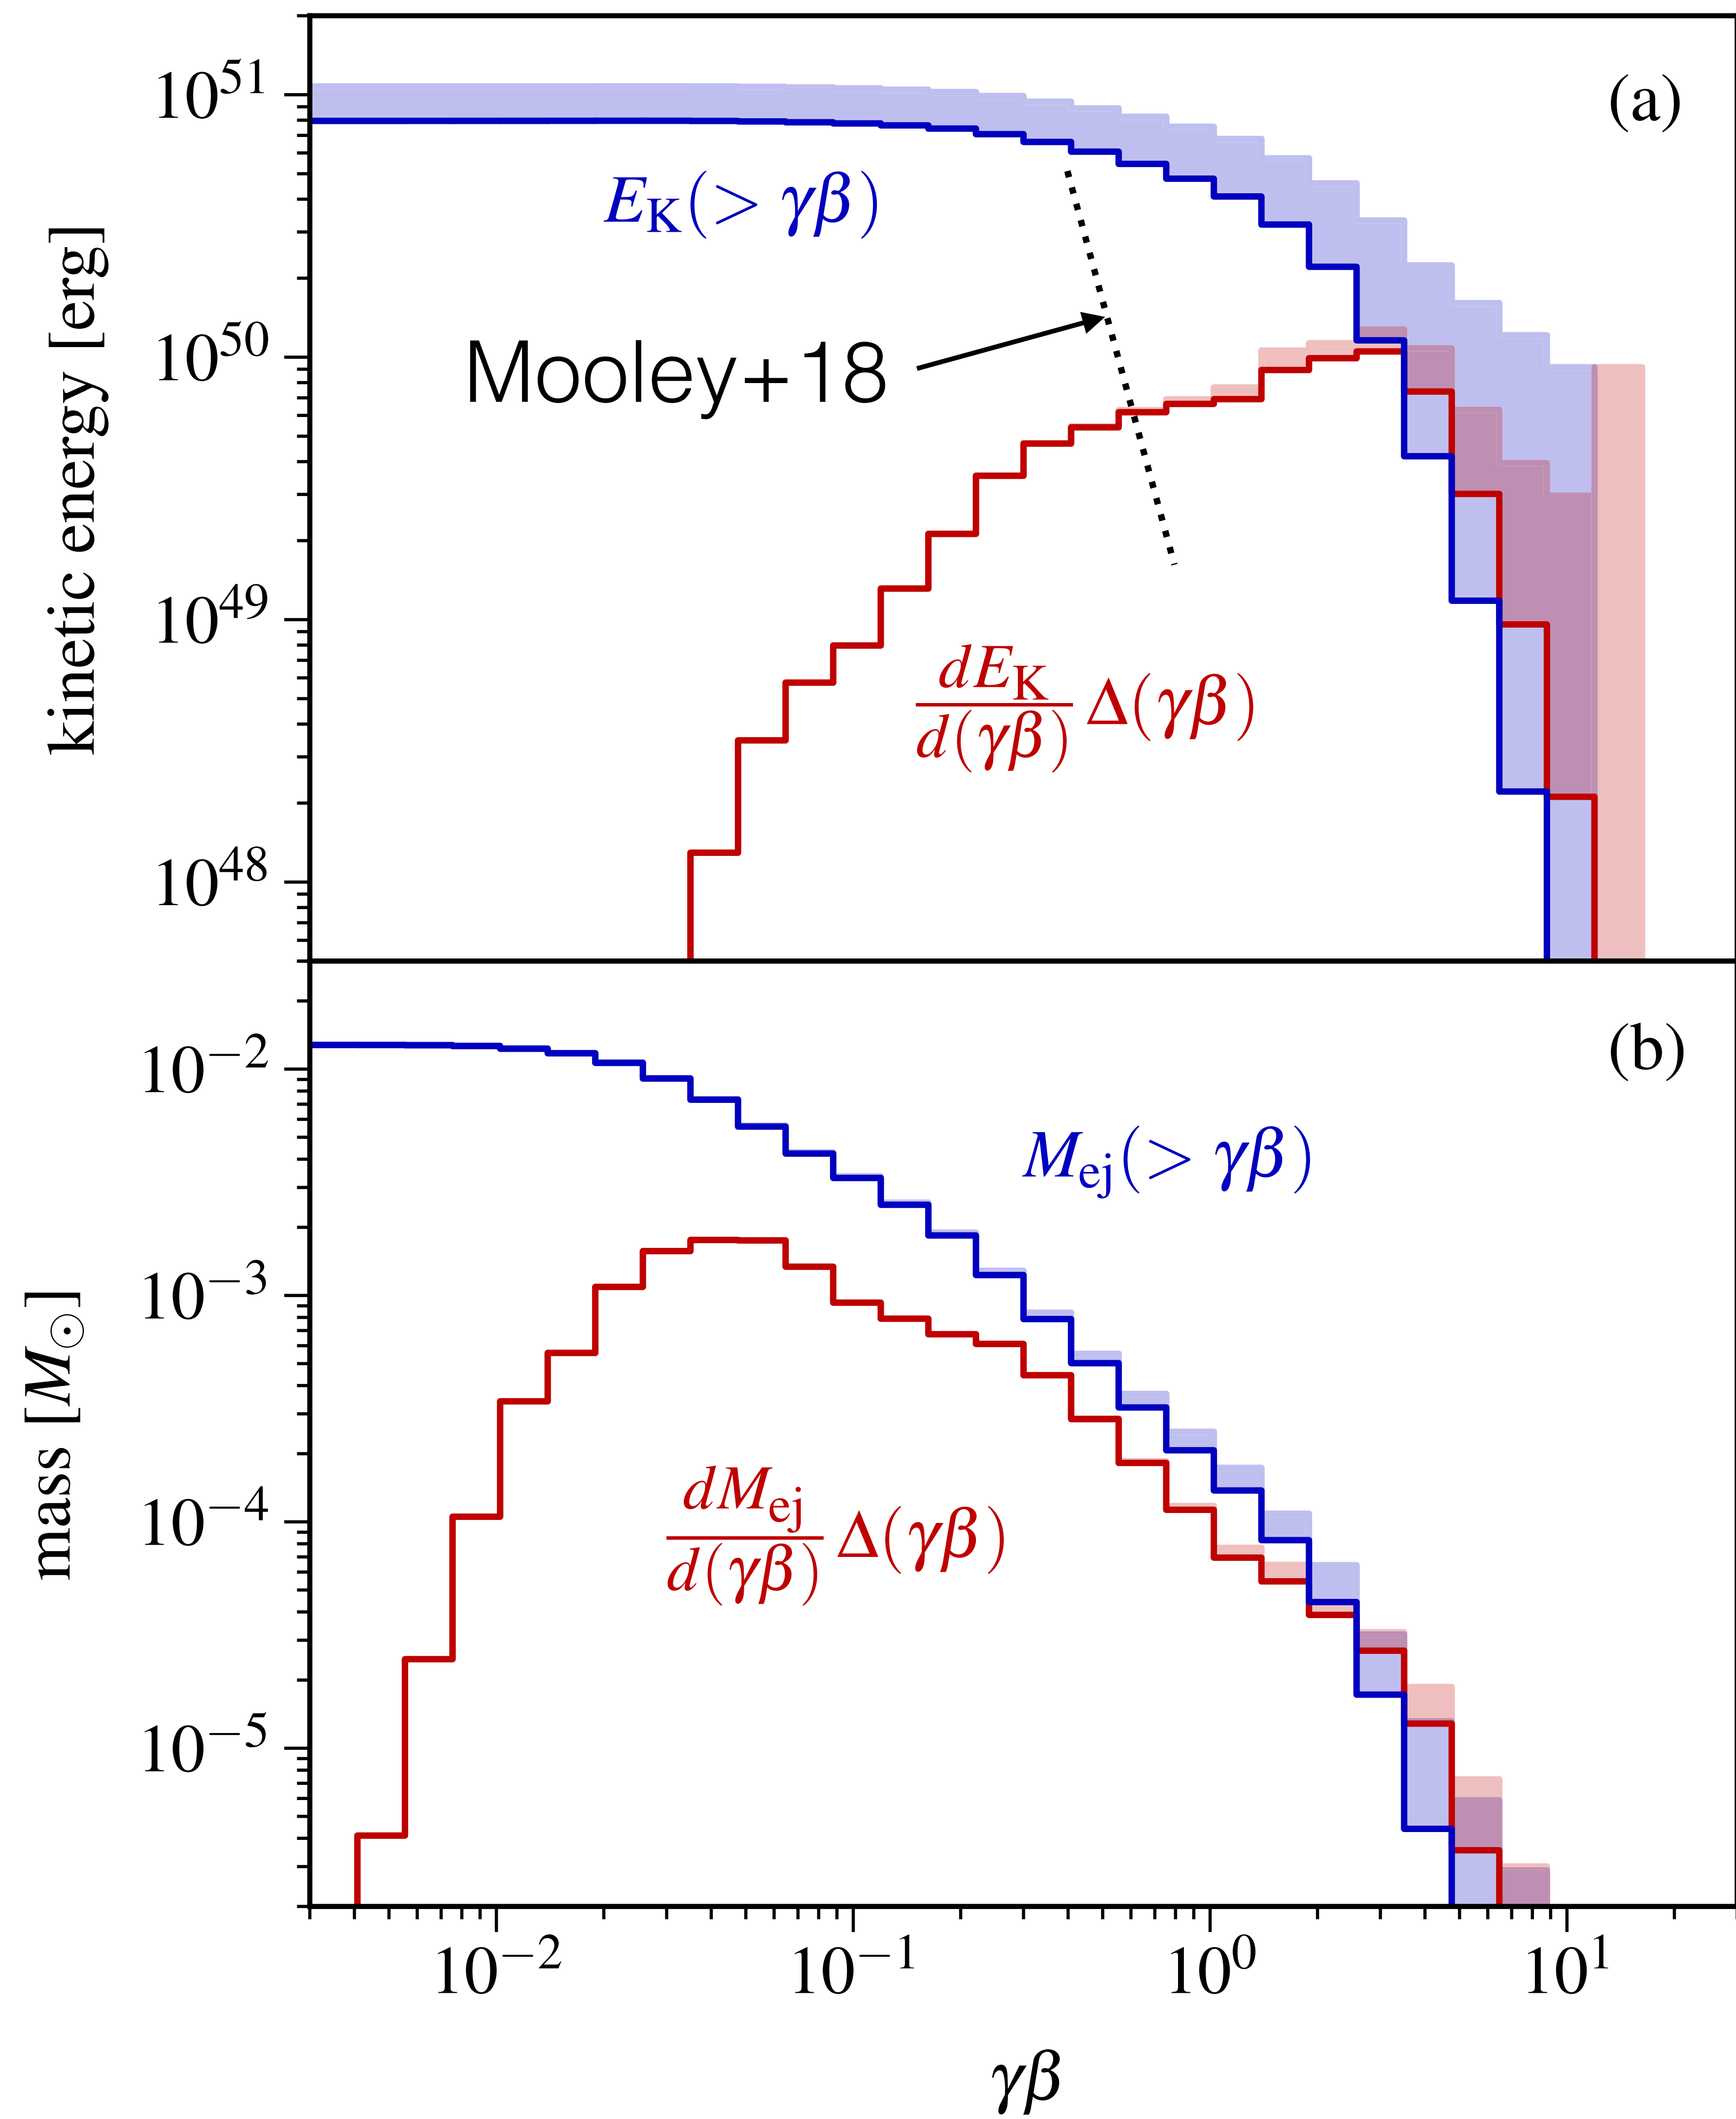 (a)
10^51
10^50
10^49
10^48
kinetic energy [erg]
E_K(> γβ)
Mooley+18
dE_K/d(γβ) Δ(γβ)
(b)
10^−2
10^−3
10^−4
10^−5
mass [M_⊙]
M_ej(> γβ)
dM_ej/d(γβ) Δ(γβ)
10^−2 10^−1 10^0 10^1
γβ